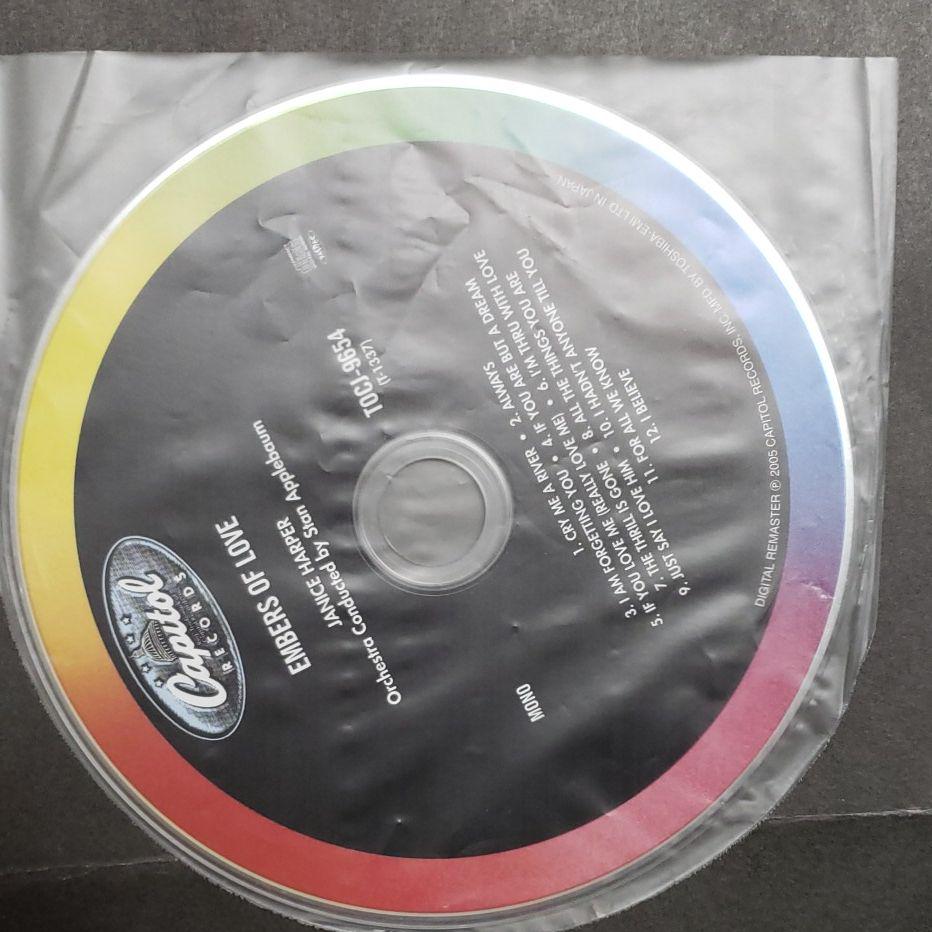 Capitol
RECORDS
EMBERS OF LOVE
JANICE HARPER
Orchestra Conducted by Stan Applebaum
TOCJ-9654
(T-1337)
MONO
1. CRY ME A RIVER • 2. ALWAYS
3. I AM FORGETTING YOU • 4. IF YOU ARE BUT A DREAM
5. IF YOU LOVE ME (REALLY LOVE ME) • 6. I'M THRU WITH LOVE
7. THE THRILL IS GONE • 8. ALL THE THINGS YOU ARE
9. JUST SAY I LOVE HIM • 10. I HADN'T ANYONE TILL YOU
11. FOR ALL WE KNOW
12. I BELIEVE
DIGITAL REMASTER ℗ 2005 CAPITOL RECORDS, INC. MFD BY TOSHIBA-EMI LTD IN JAPAN